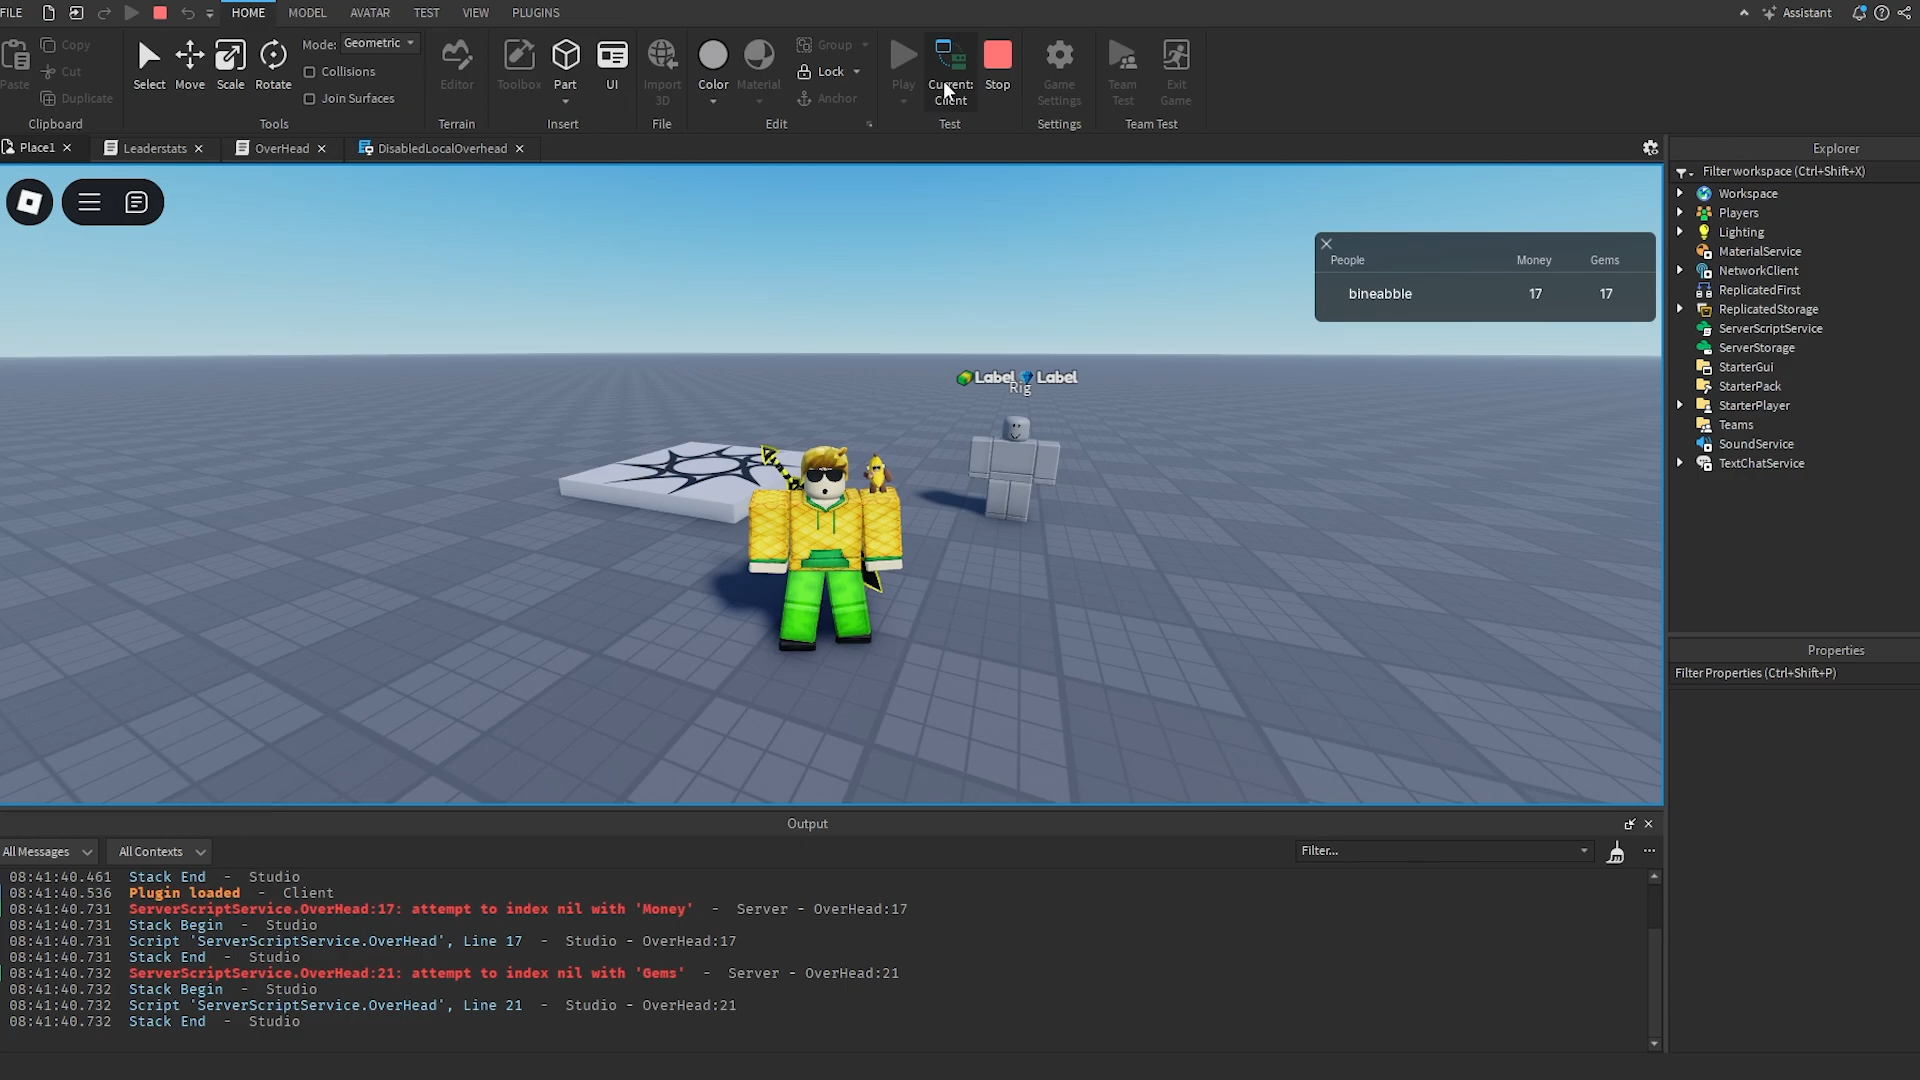 FILE HOME MODEL AVATAR TEST VIEW PLUGINS Assistant
Paste Copy Cut Duplicate
Clipboard
Select Move Scale Rotate
Mode: Geometric
Collisions
Join Surfaces
Tools
Editor
Terrain
Toolbox Part UI
Insert
Import
3D
File
Color Material Group Lock Anchor
Edit
Play Current: Client Stop
Test
Game
Settings
Settings
Team
Test
Exit
Game
Team Test
Place1 Leaderstats OverHead DisabledLocalOverhead
People Money Gems
bineabble 17 17
Label Label
Rig
Explorer
Filter workspace (Ctrl+Shift+X)
Workspace
Players
Lighting
MaterialService
NetworkClient
ReplicatedFirst
ReplicatedStorage
ServerScriptService
ServerStorage
StarterGui
StarterPack
StarterPlayer
Teams
SoundService
TextChatService
Properties
Filter Properties (Ctrl+Shift+P)
Output
All Messages All Contexts Filter...
08:41:40.461 Stack End - Studio
08:41:40.536 Plugin loaded - Client
08:41:40.731 ServerScriptService.OverHead:17: attempt to index nil with 'Money' - Server - OverHead:17
08:41:40.731 Stack Begin - Studio
08:41:40.731 Script 'ServerScriptService.OverHead', Line 17 - Studio - OverHead:17
08:41:40.731 Stack End - Studio
08:41:40.732 ServerScriptService.OverHead:21: attempt to index nil with 'Gems' - Server - OverHead:21
08:41:40.732 Stack Begin - Studio
08:41:40.732 Script 'ServerScriptService.OverHead', Line 21 - Studio - OverHead:21
08:41:40.732 Stack End - Studio